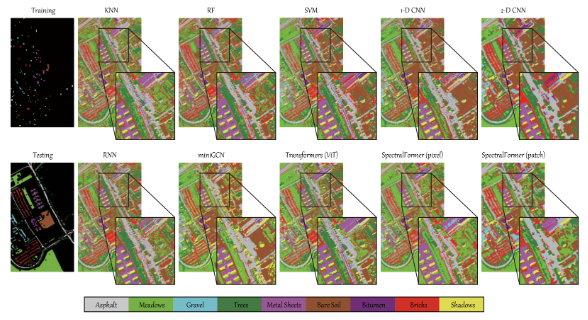 Training KNN RF SVM 1-D CNN 2-D CNN
Testing RNN miniGCN Transformers (ViT) SpectralFormer (pixel) SpectralFormer (patch)
Asphalt Meadows Gravel Trees Metal Sheets Bare Soil Bitumen Bricks Shadows